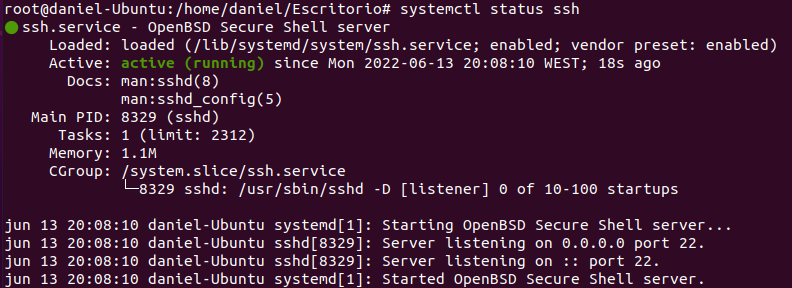 root@daniel-Ubuntu:/home/daniel/Escritorio# systemctl status ssh
● ssh.service - OpenBSD Secure Shell server
     Loaded: loaded (/lib/systemd/system/ssh.service; enabled; vendor preset: enabled)
     Active: active (running) since Mon 2022-06-13 20:08:10 WEST; 18s ago
       Docs: man:sshd(8)
             man:sshd_config(5)
   Main PID: 8329 (sshd)
      Tasks: 1 (limit: 2312)
     Memory: 1.1M
     CGroup: /system.slice/ssh.service
             └─8329 sshd: /usr/sbin/sshd -D [listener] 0 of 10-100 startups

jun 13 20:08:10 daniel-Ubuntu systemd[1]: Starting OpenBSD Secure Shell server...
jun 13 20:08:10 daniel-Ubuntu sshd[8329]: Server listening on 0.0.0.0 port 22.
jun 13 20:08:10 daniel-Ubuntu sshd[8329]: Server listening on :: port 22.
jun 13 20:08:10 daniel-Ubuntu systemd[1]: Started OpenBSD Secure Shell server.